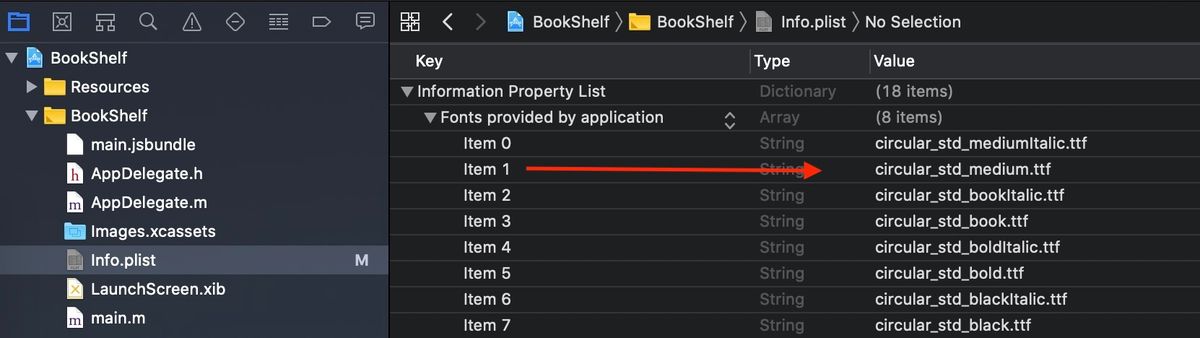 BookShelf 〉 BookShelf 〉 Info.plist 〉 No Selection
BookShelf
Resources
BookShelf
main.jsbundle
h AppDelegate.h
m AppDelegate.m
Images.xcassets
Info.plist M
LaunchScreen.xib
m main.m
Key Type Value
Information Property List Dictionary (18 items)
Fonts provided by application Array (8 items)
Item 0 String circular_std_mediumItalic.ttf
Item 1 String circular_std_medium.ttf
Item 2 String circular_std_bookItalic.ttf
Item 3 String circular_std_book.ttf
Item 4 String circular_std_boldItalic.ttf
Item 5 String circular_std_bold.ttf
Item 6 String circular_std_blackItalic.ttf
Item 7 String circular_std_black.ttf